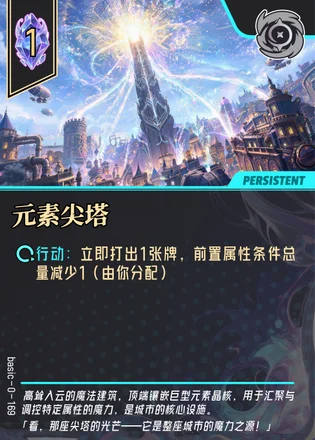 1
PERSISTENT
元素尖塔
行动：立即打出1张牌，前置属性条件总
量减少1（由你分配）
高耸入云的魔法建筑，顶端镶嵌巨型元素晶核，用于汇聚与
调控特定属性的魔力，是城市的核心设施。
「看，那座尖塔的光芒——它是整座城市的魔力之源！」
basic-0-169